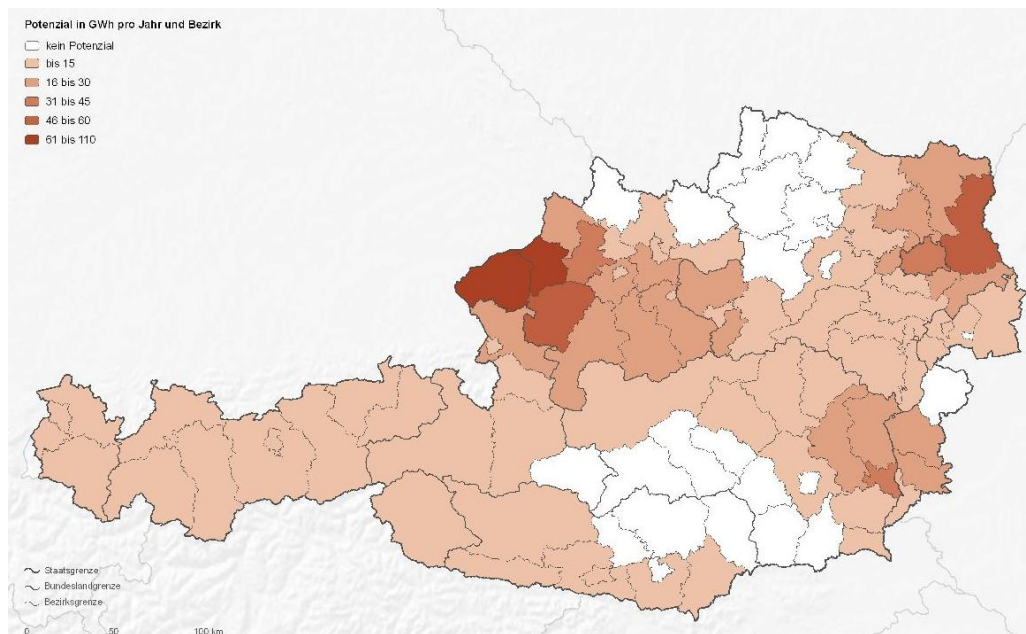 Potenzial in GWh pro Jahr und Bezirk
kein Potenzial
bis 15
16 bis 30
31 bis 45
46 bis 60
61 bis 110
Staatsgrenze
Bundeslandgrenze
Bezirksgrenze
0 50 100 km